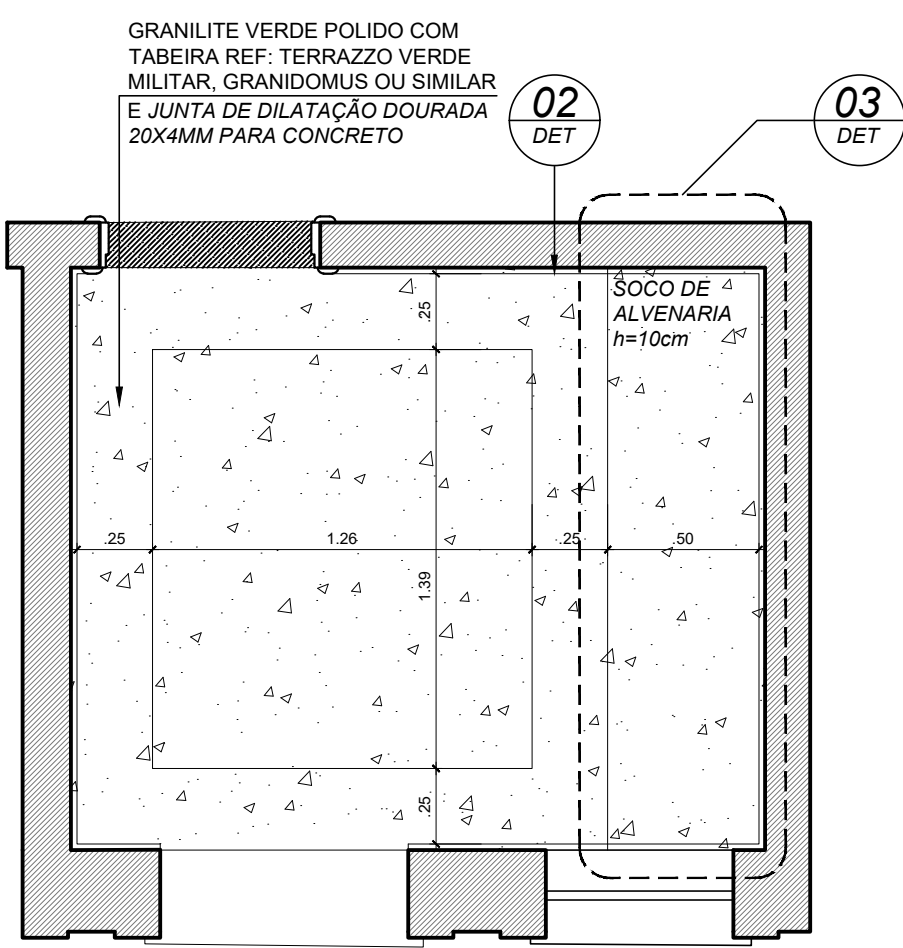 GRANILITE VERDE POLIDO COM
TABEIRA REF: TERRAZZO VERDE
MILITAR, GRANIDOMUS OU SIMILAR
E JUNTA DE DILATAÇÃO DOURADA
20X4MM PARA CONCRETO
02
DET
03
DET
SOCO DE
ALVENARIA
h=10cm
.25
.25
1.26
.25
.50
1.39
.25